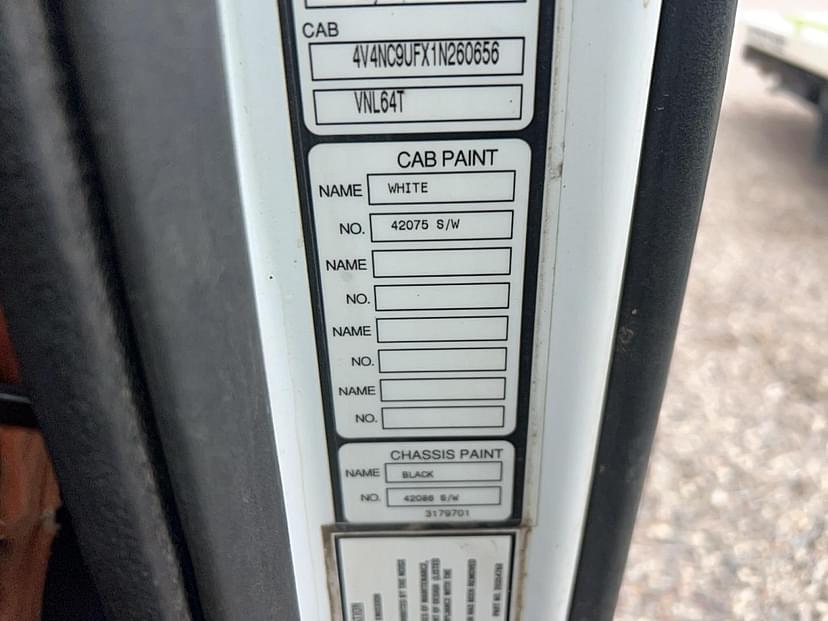 CAB
4V4NC9UFX1N260656
VNL64T
CAB PAINT
NAME WHITE
NO. 42075 S/W
NAME
NO.
NAME
NO.
NAME
NO.
CHASSIS PAINT
NAME BLACK
NO. 42086 S/W
3179701